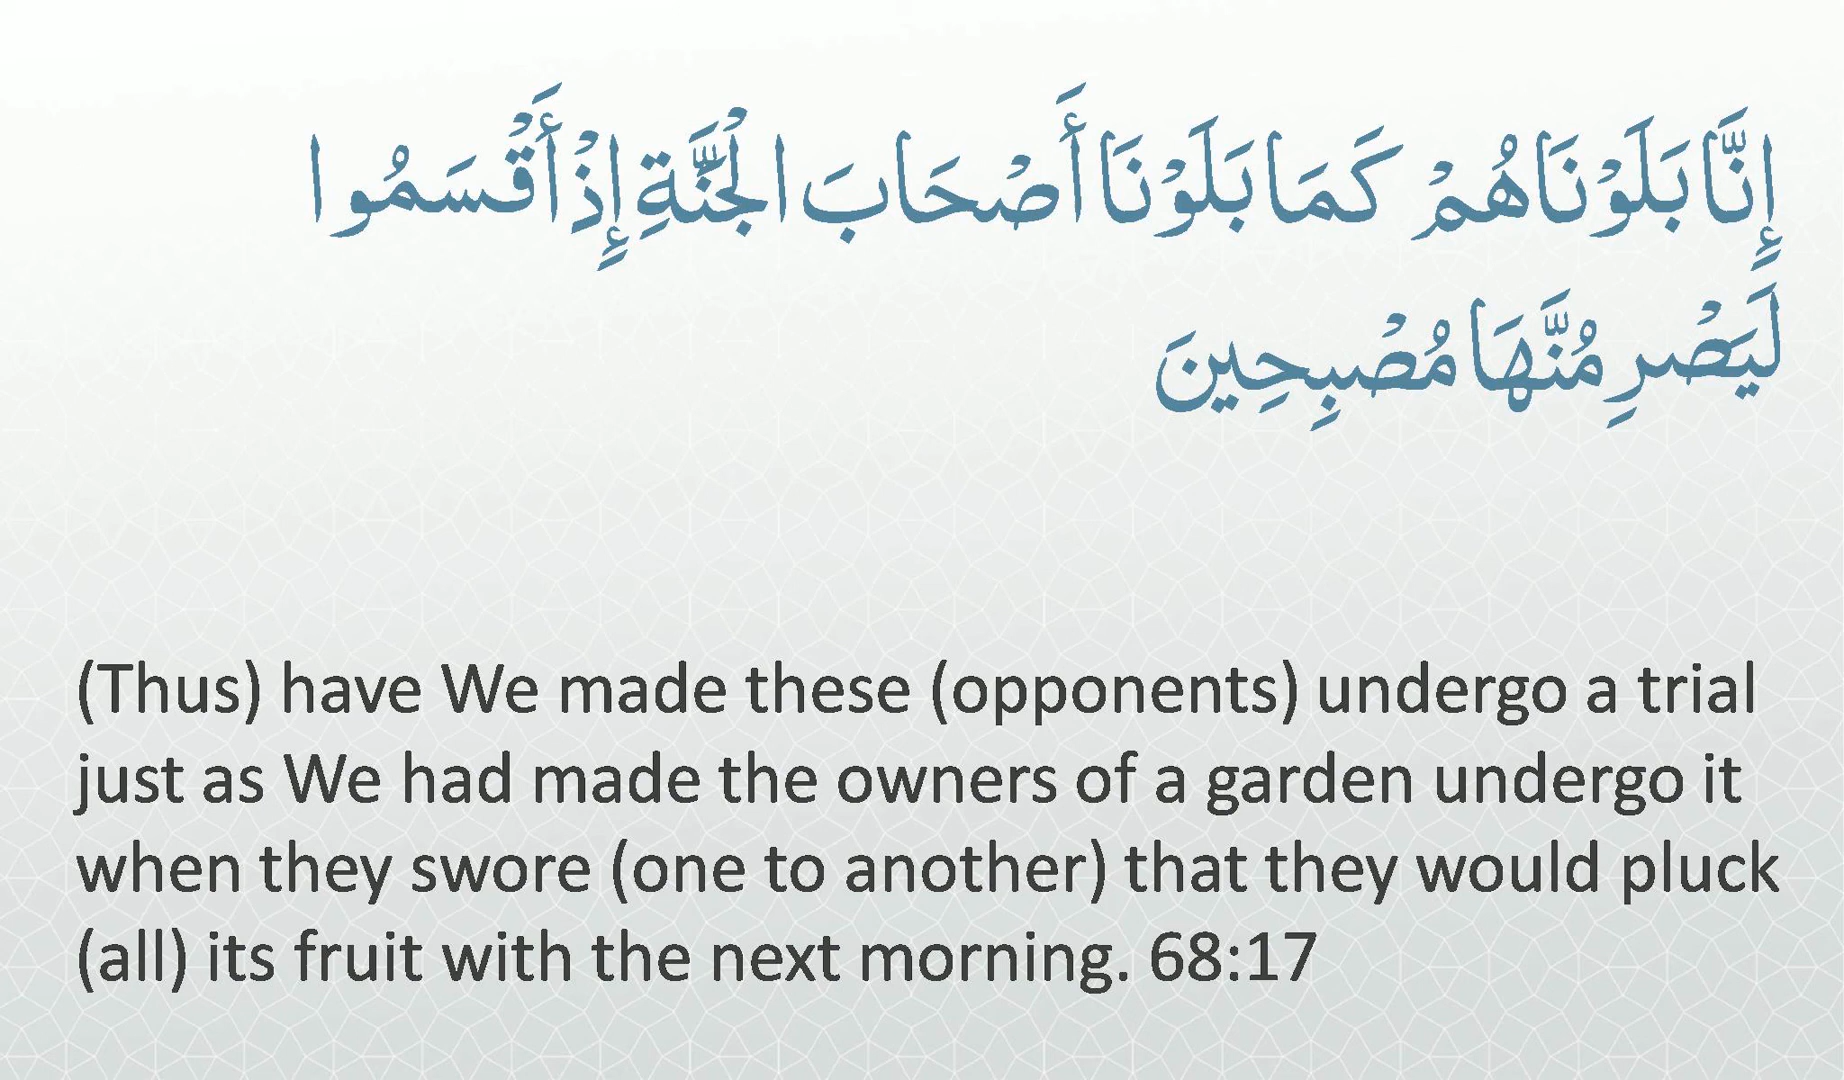 إِنَّا بَلَوْنَاهُمْ كَمَا بَلَوْنَا أَصْحَابَ الْجَنَّةِ إِذْ أَقْسَمُوا
لَيَصْرِمُنَّهَا مُصْبِحِينَ
(Thus) have We made these (opponents) undergo a trial
just as We had made the owners of a garden undergo it
when they swore (one to another) that they would pluck
(all) its fruit with the next morning. 68:17